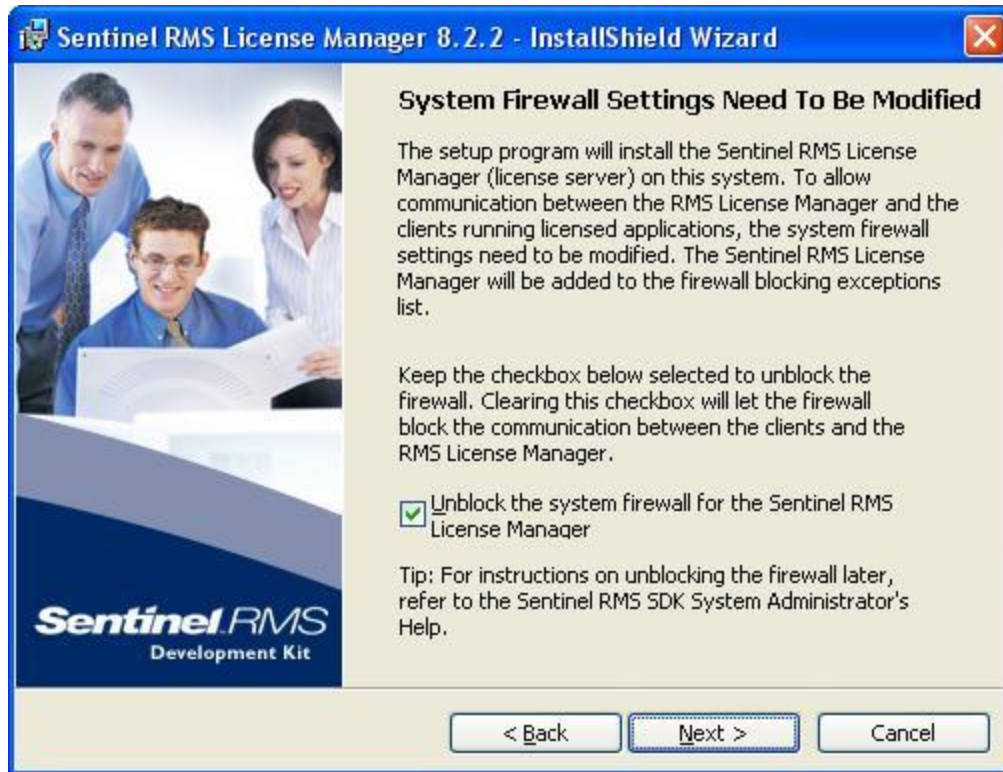 Sentinel RMS License Manager 8.2.2 - InstallShield Wizard
System Firewall Settings Need To Be Modified
The setup program will install the Sentinel RMS License
Manager (license server) on this system. To allow
communication between the RMS License Manager and the
clients running licensed applications, the system firewall
settings need to be modified. The Sentinel RMS License
Manager will be added to the firewall blocking exceptions
list.
Keep the checkbox below selected to unblock the
firewall. Clearing this checkbox will let the firewall
block the communication between the clients and the
RMS License Manager.
Unblock the system firewall for the Sentinel RMS
License Manager
Tip: For instructions on unblocking the firewall later,
refer to the Sentinel RMS SDK System Administrator's
Help.
Sentinel RMS
Development Kit
< Back
Next >
Cancel